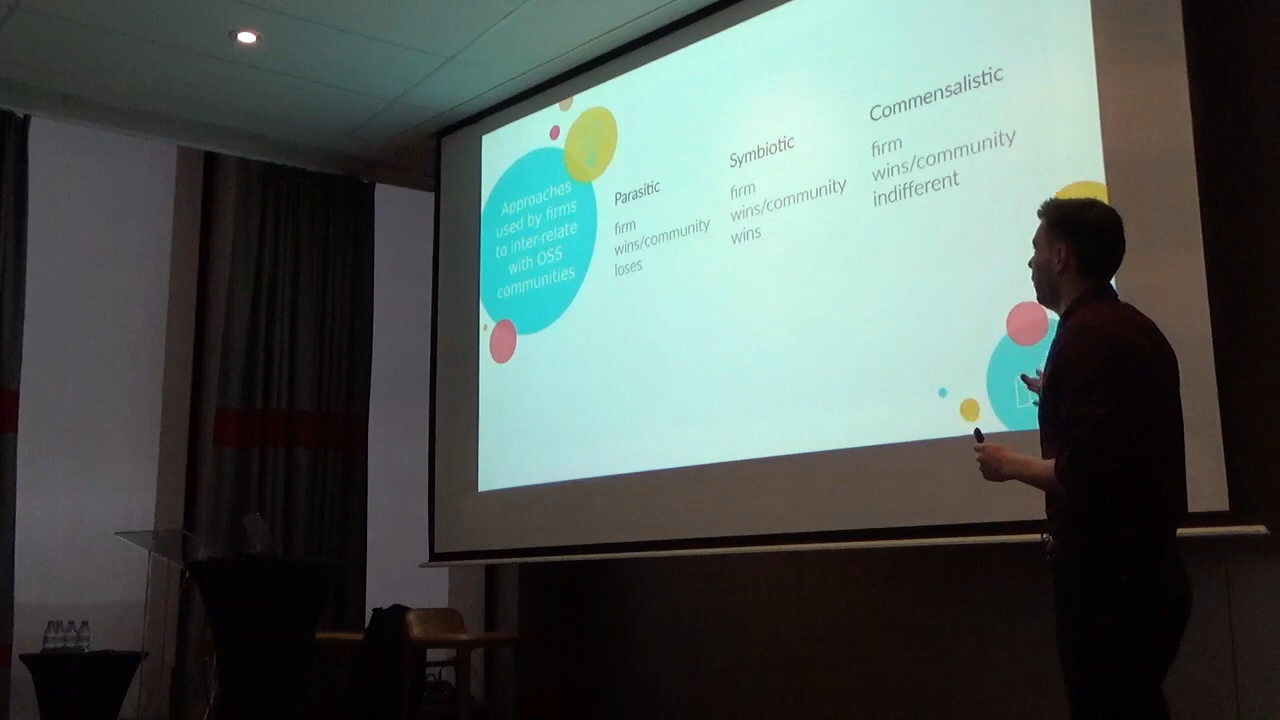 Approaches
used by firms
to inter-relate
with OSS
communities
Parasitic
firm
wins/community
loses
Symbiotic
firm
wins/community
wins
Commensalistic
firm
wins/community
indifferent